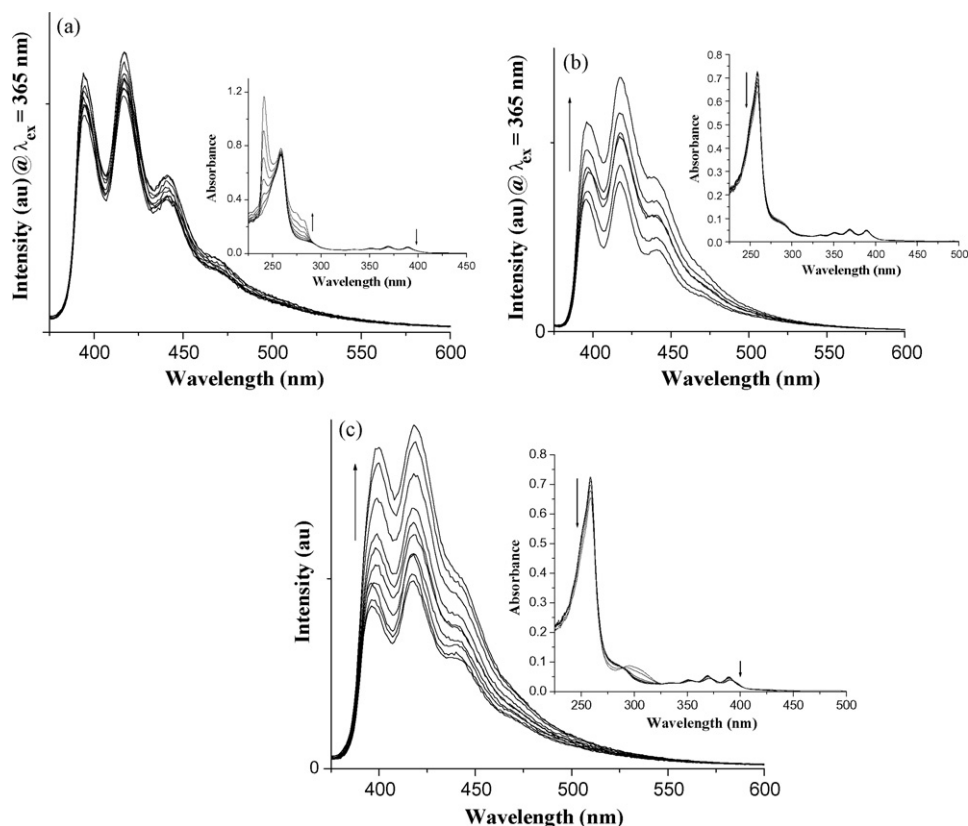 (a)
Intensity (au) @ λex = 365 nm
1.2
0.8
0.4
0.0
Absorbance
250 300 350 400 450
Wavelength (nm)
400 450 500 550 600
Wavelength (nm)
(b)
Intensity (au) @ λex = 365 nm
0
0.8
0.7
0.6
0.5
0.4
0.3
0.2
0.1
0.0
Absorbance
250 300 350 400 450 500
Wavelength (nm)
400 450 500 550 600
Wavelength (nm)
(c)
Intensity (au)
0
0.8
0.7
0.6
0.5
0.4
0.3
0.2
0.1
0.0
Absorbance
250 300 350 400 450 500
Wavelength (nm)
400 450 500 550 600
Wavelength (nm)